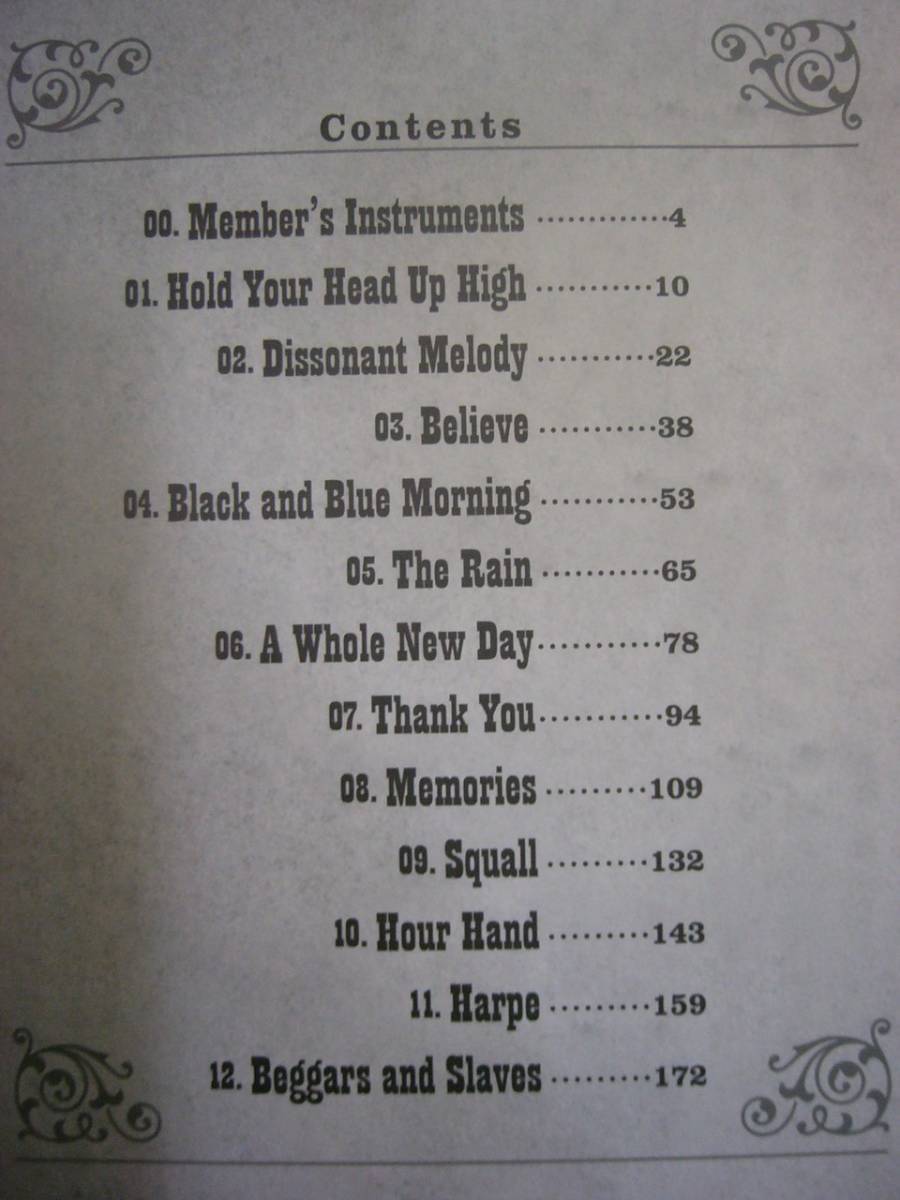 Contents
00. Member's Instruments ·············4
01. Hold Your Head Up High ···········10
02. Dissonant Melody ···········22
03. Believe ···········38
04. Black and Blue Morning ···········53
05. The Rain ···········65
06. A Whole New Day···········78
07. Thank You···········94
08. Memories ·········109
09. Squall ·········132
10. Hour Hand ·········143
11. Harpe ·········159
12. Beggars and Slaves ·········172